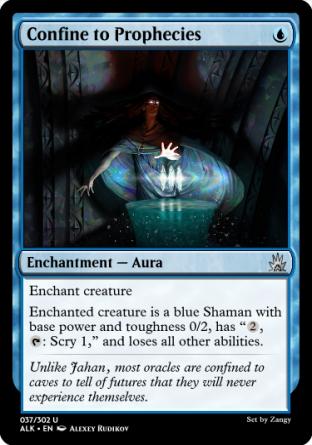 Confine to Prophecies
Enchantment — Aura
Enchant creature
Enchanted creature is a blue Shaman with
base power and toughness 0/2, has “2,
: Scry 1,” and loses all other abilities.
Unlike Jahan, most oracles are confined to
caves to tell of futures that they will never
experience themselves.
037/302 U
ALK • EN ALEXEY RUDIKOV
Set by Zangy